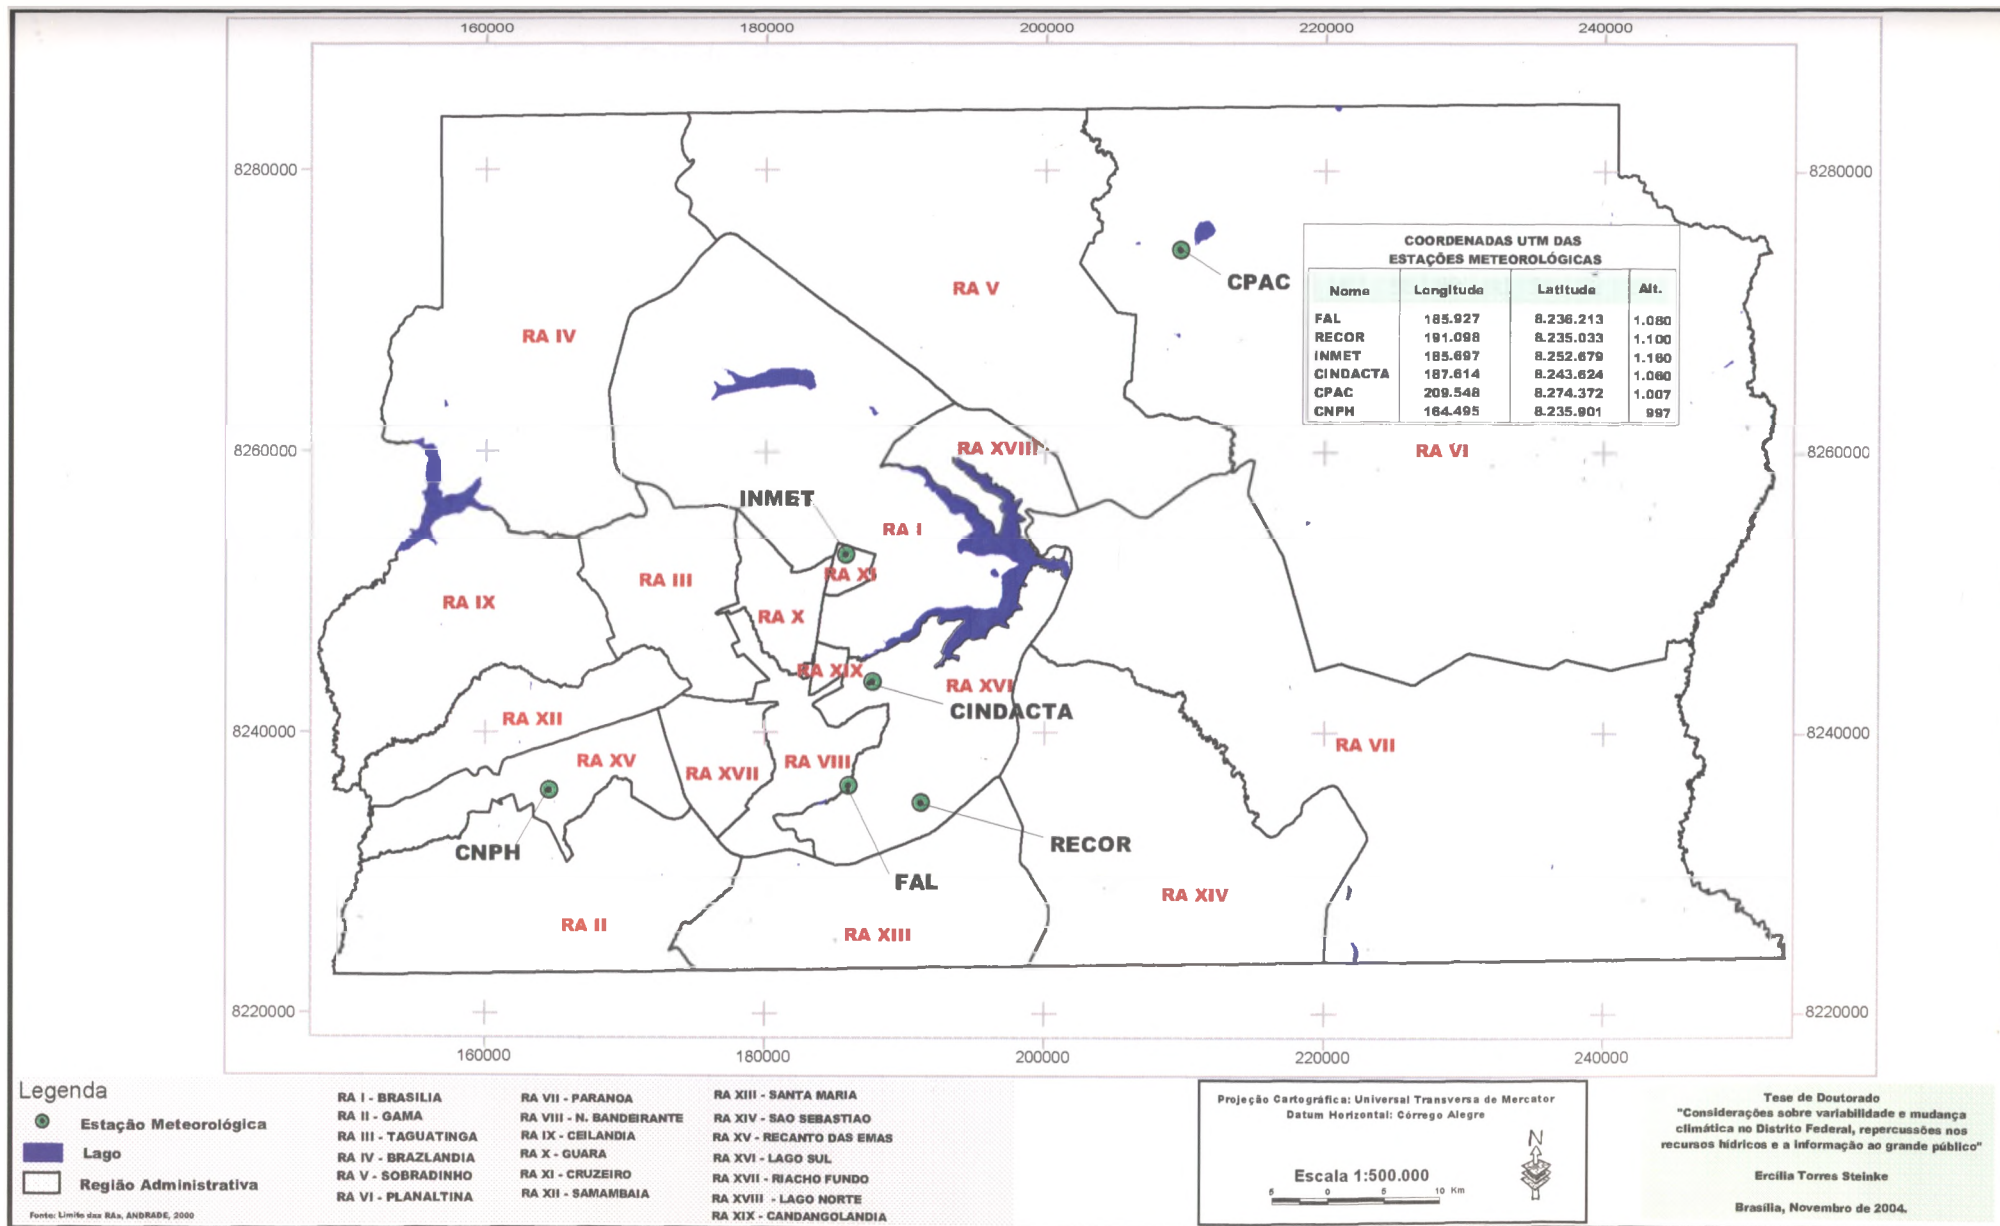 160000 180000 200000 220000 240000
8280000 8280000
COORDENADAS UTM DAS
ESTAÇÕES METEOROLÓGICAS
Nome Longitude Latitude Alt.
FAL 185.927 8.236.213 1.080
RECOR 191.098 8.235.033 1.100
INMET 185.697 8.252.679 1.160
CINDACTA 187.614 8.243.624 1.060
CPAC 209.548 8.274.372 1.007
CNPH 164.495 8.235.901 997
CPAC
RA V
RA IV
8260000 8260000
RA XVIII
RA VI
INMET
RA I
RA XI
RA III
RA IX
RA X
RA XIX
RA XVI
CINDACTA
RA XII
8240000 8240000
RA VII
RA XV
RA XVII
RA VIII
CNPH
RECOR
FAL
RA XIV
RA II
RA XIII
8220000 8220000
160000 180000 200000 220000 240000
Legenda
Estação Meteorológica
Lago
Região Administrativa
Fonte: Limite das RAs, ANDRADE, 2000
RA I - BRASILIA
RA II - GAMA
RA III - TAGUATINGA
RA IV - BRAZLANDIA
RA V - SOBRADINHO
RA VI - PLANALTINA
RA VII - PARANOA
RA VIII - N. BANDEIRANTE
RA IX - CEILANDIA
RA X - GUARA
RA XI - CRUZEIRO
RA XII - SAMAMBAIA
RA XIII - SANTA MARIA
RA XIV - SAO SEBASTIAO
RA XV - RECANTO DAS EMAS
RA XVI - LAGO SUL
RA XVII - RIACHO FUNDO
RA XVIII - LAGO NORTE
RA XIX - CANDANGOLANDIA
Projeção Cartográfica: Universal Transversa de Mercator
Datum Horizontal: Córrego Alegre
N
Escala 1:500.000
5 0 5 10 Km
Tese de Doutorado
"Considerações sobre variabilidade e mudança
climática no Distrito Federal, repercussões nos
recursos hídricos e a informação ao grande público"
Ercília Torres Steinke
Brasília, Novembro de 2004.